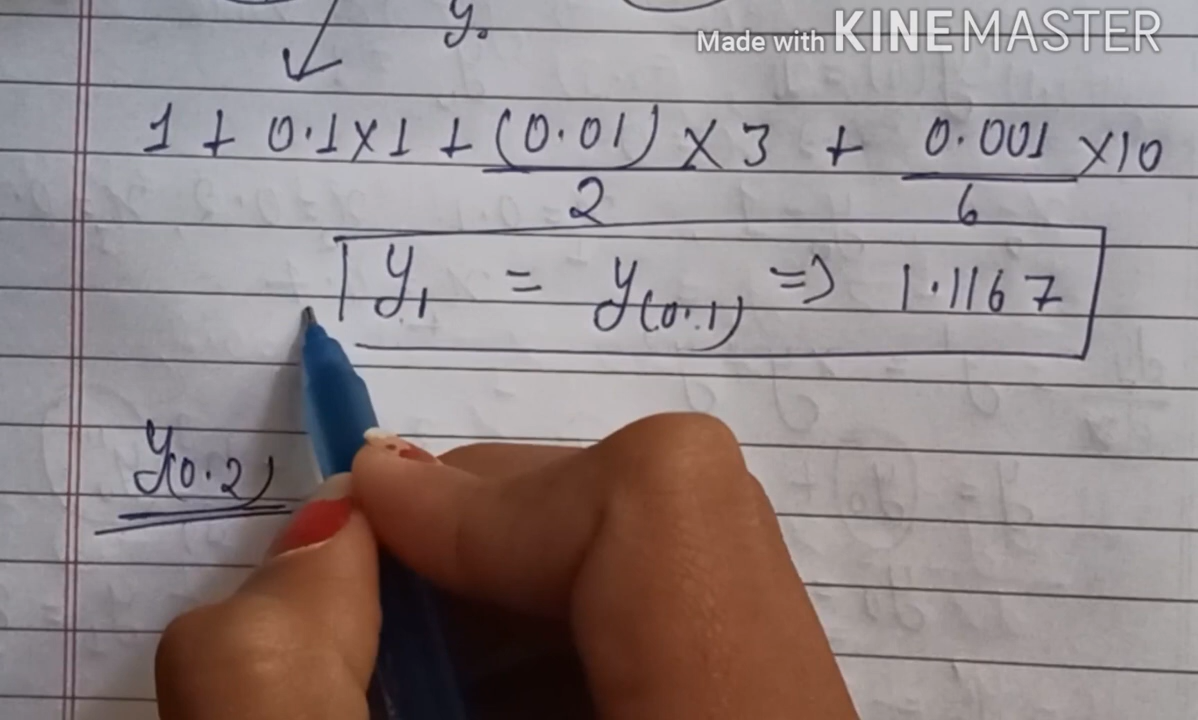 y₀
Made with KINEMASTER
1 + 0.1×1 + (0.01)/2 × 3 + 0.001/6 ×10
y₁ = y(0.1) => 1.1167
y(0.2)